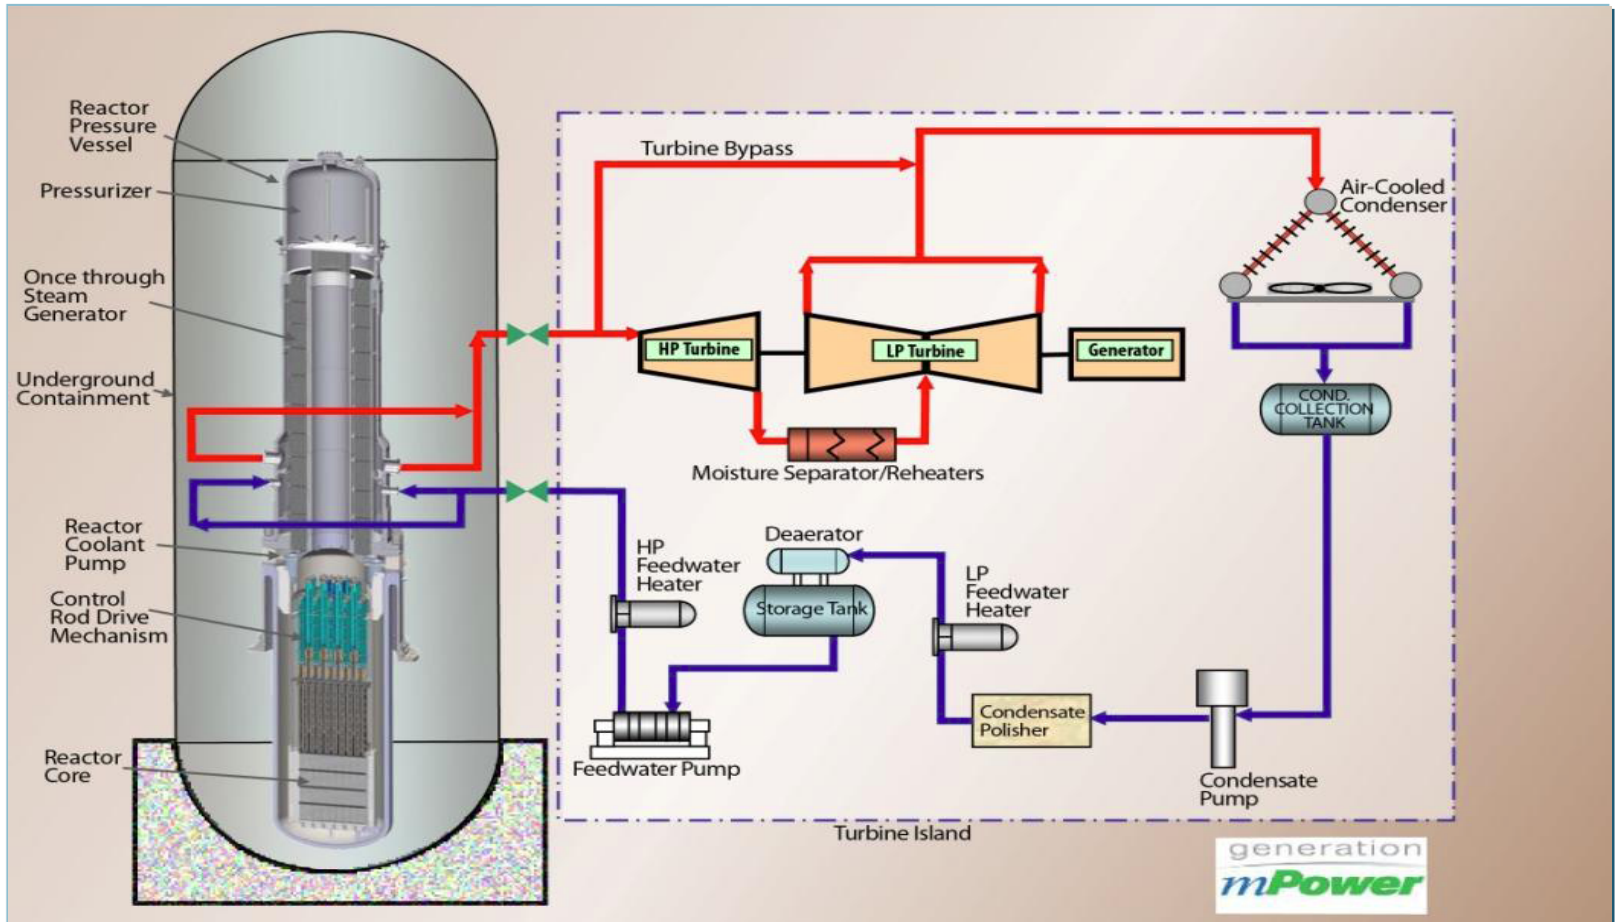 Reactor
Pressure
Vessel
Pressurizer
Once through
Steam
Generator
Underground
Containment
Reactor
Coolant
Pump
Control
Rod Drive
Mechanism
Reactor
Core
Turbine Bypass
Air-Cooled
Condenser
HP Turbine
LP Turbine
Generator
Moisture Separator/Reheaters
COND.
COLLECTION
TANK
HP
Feedwater
Heater
Deaerator
Storage Tank
LP
Feedwater
Heater
Feedwater Pump
Condensate
Polisher
Condensate
Pump
Turbine Island
generation
mPower